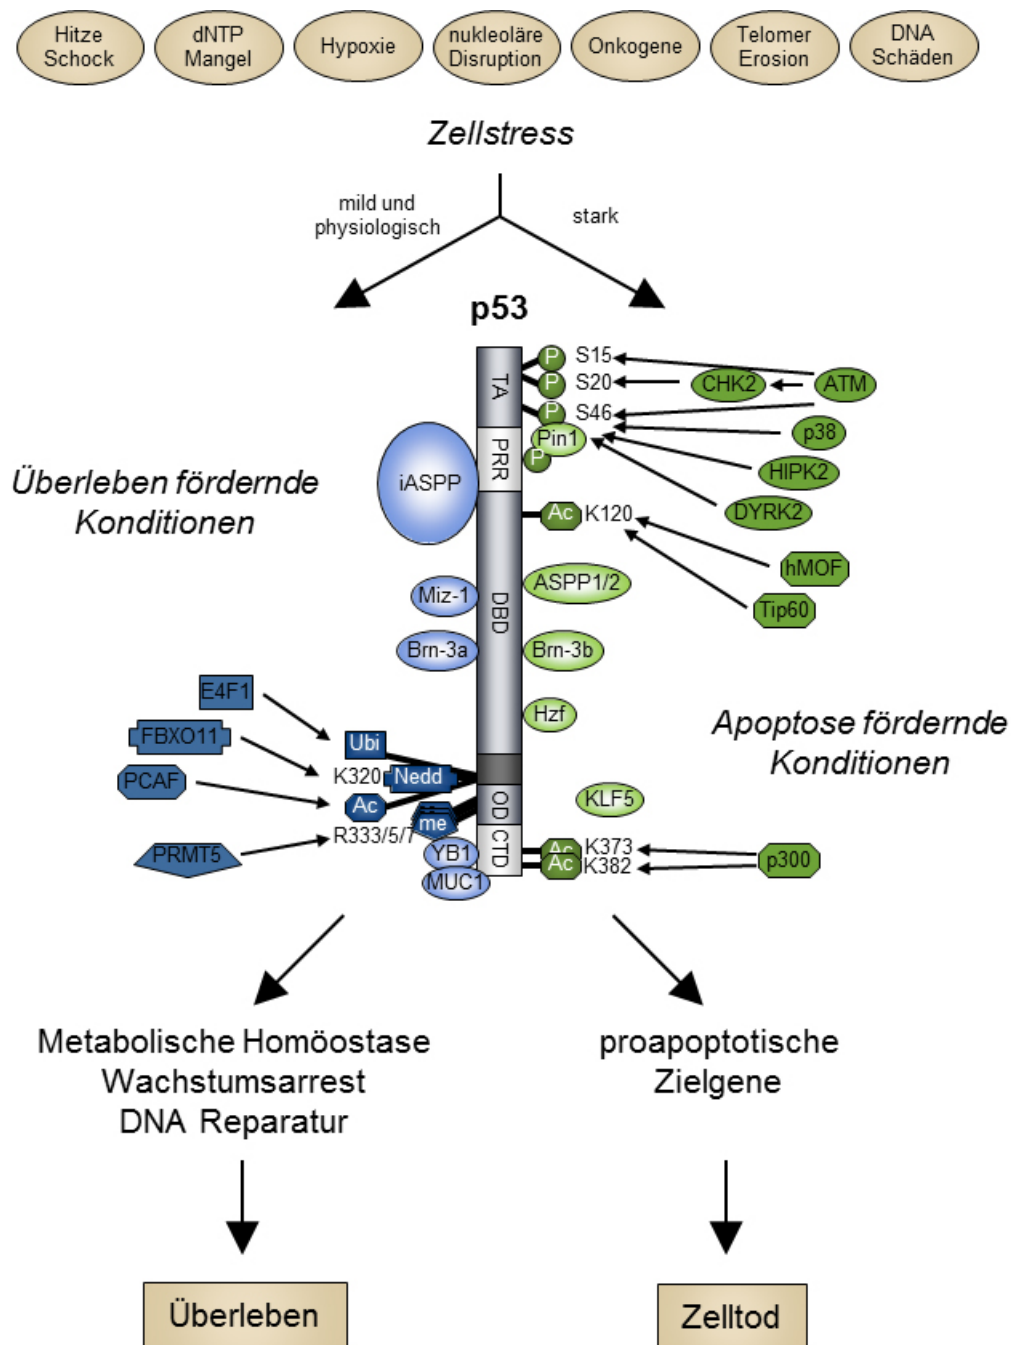 Hitze
Schock
dNTP
Mangel
Hypoxie
nukleoläre
Disruption
Onkogene
Telomer
Erosion
DNA
Schäden
Zellstress
mild und
physiologisch
stark
p53
TA
PRR
DBD
OD
CTD
P
S15
P
S20
P
S46
Pin1
P
CHK2
ATM
p38
HIPK2
DYRK2
Ac
K120
hMOF
Tip60
iASPP
Überleben fördernde
Konditionen
Miz-1
ASPP1/2
Brn-3a
Brn-3b
Hzf
Apoptose fördernde
Konditionen
E4F1
FBXO11
PCAF
PRMT5
Ubi
K320
Nedd
Ac
R333/5/7
me
YB1
MUC1
KLF5
Ac
K373
Ac
K382
p300
Metabolische Homöostase
Wachstumsarrest
DNA Reparatur
proapoptotische
Zielgene
Überleben
Zelltod